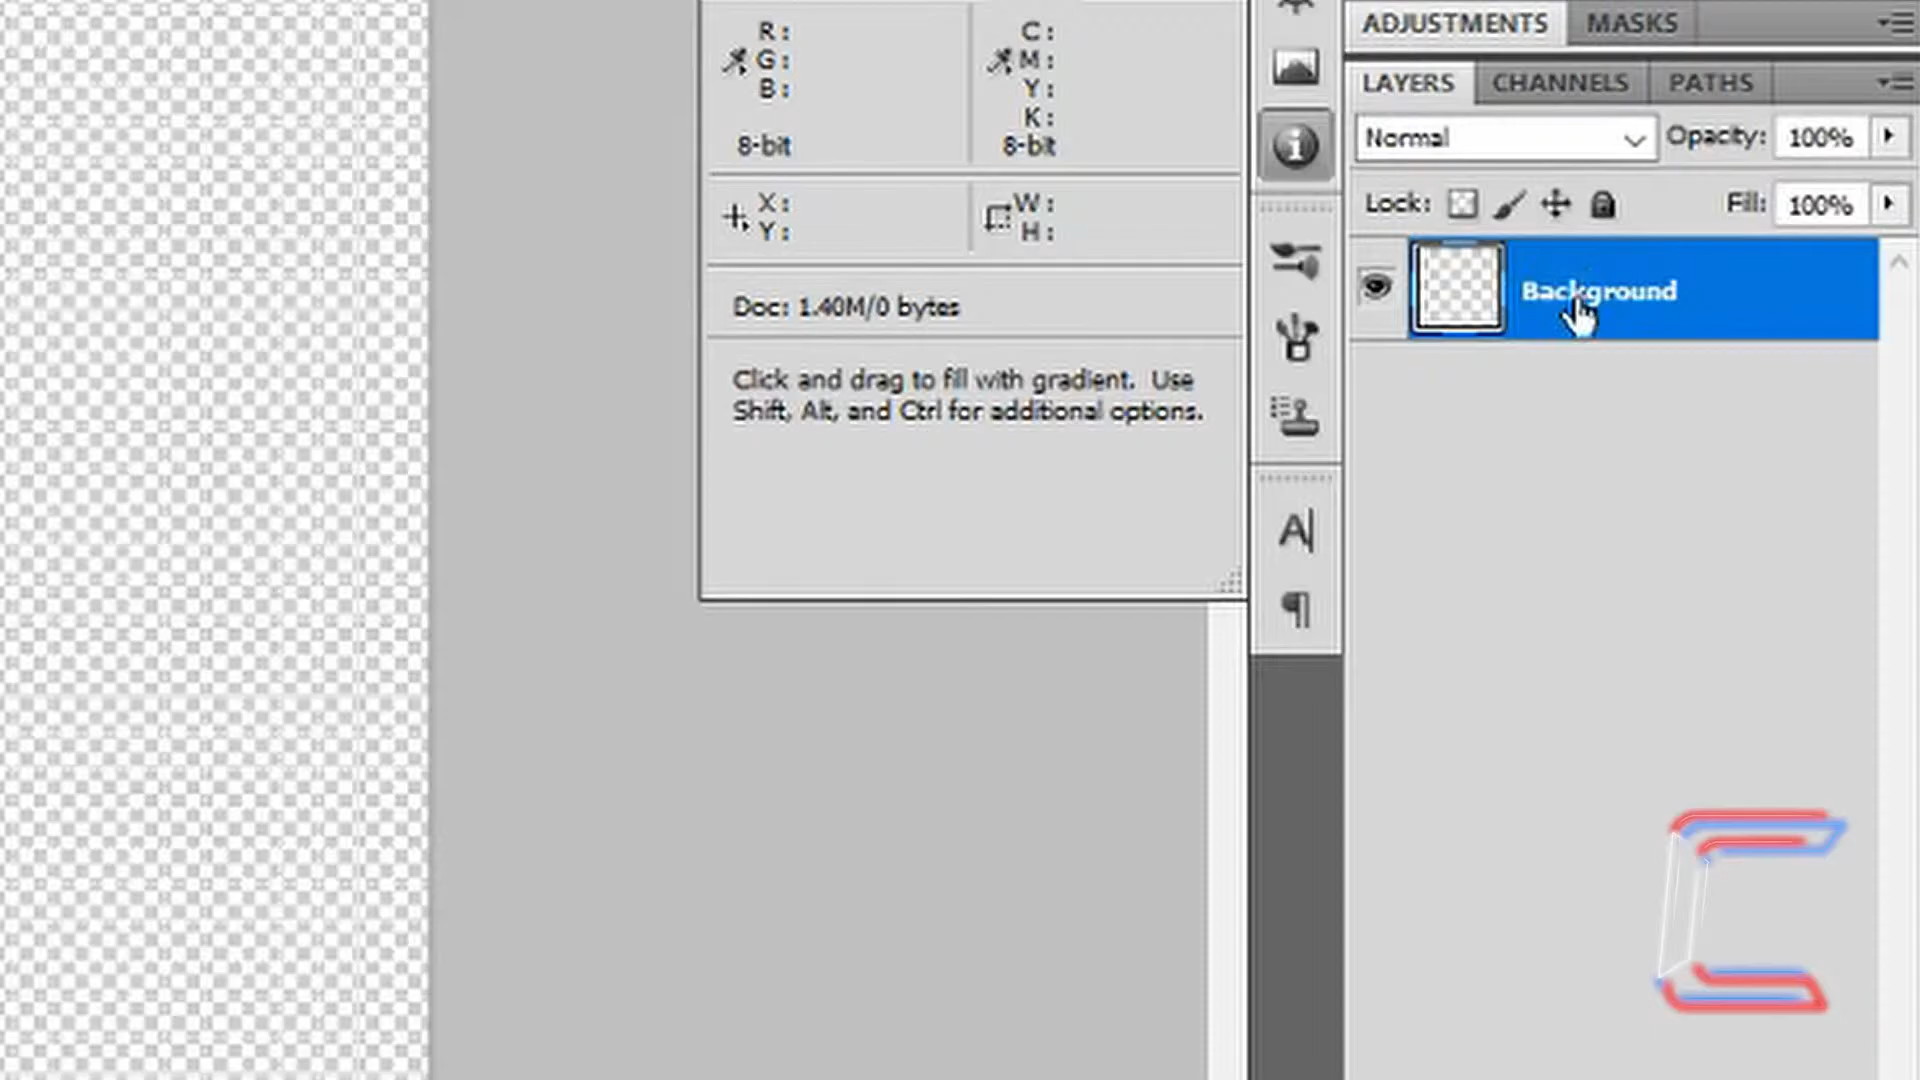 ADJUSTMENTS MASKS
LAYERS CHANNELS PATHS
Normal Opacity: 100%
Lock: Fill: 100%
Background
R:
G:
B:
8-bit
C:
M:
Y:
K:
8-bit
X:
Y:
W:
H:
Doc: 1.40M/0 bytes
Click and drag to fill with gradient. Use
Shift, Alt, and Ctrl for additional options.
A
¶